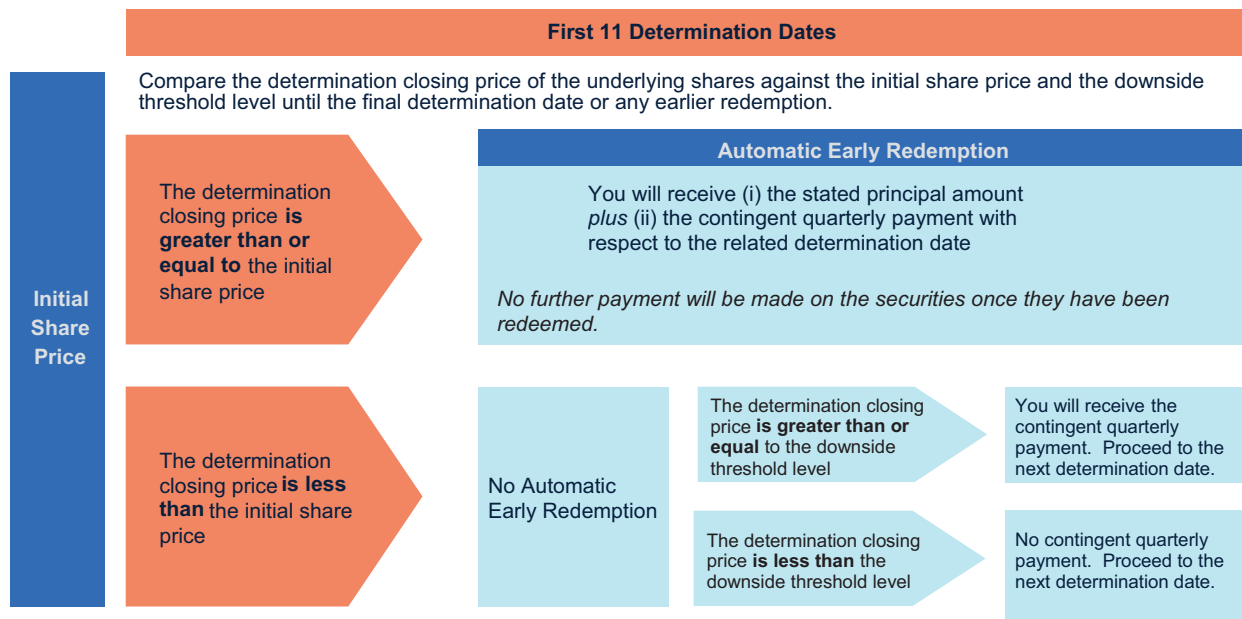 First 11 Determination Dates
Compare the determination closing price of the underlying shares against the initial share price and the downside
threshold level until the final determination date or any earlier redemption.
Initial
Share
Price
The determination
closing price is
greater than or
equal to the initial
share price
Automatic Early Redemption
You will receive (i) the stated principal amount
plus (ii) the contingent quarterly payment with
respect to the related determination date
No further payment will be made on the securities once they have been
redeemed.
The determination
closing price is less
than the initial share
price
No Automatic
Early Redemption
The determination closing
price is greater than or
equal to the downside
threshold level
You will receive the
contingent quarterly
payment. Proceed to the
next determination date.
The determination closing
price is less than the
downside threshold level
No contingent quarterly
payment. Proceed to the
next determination date.